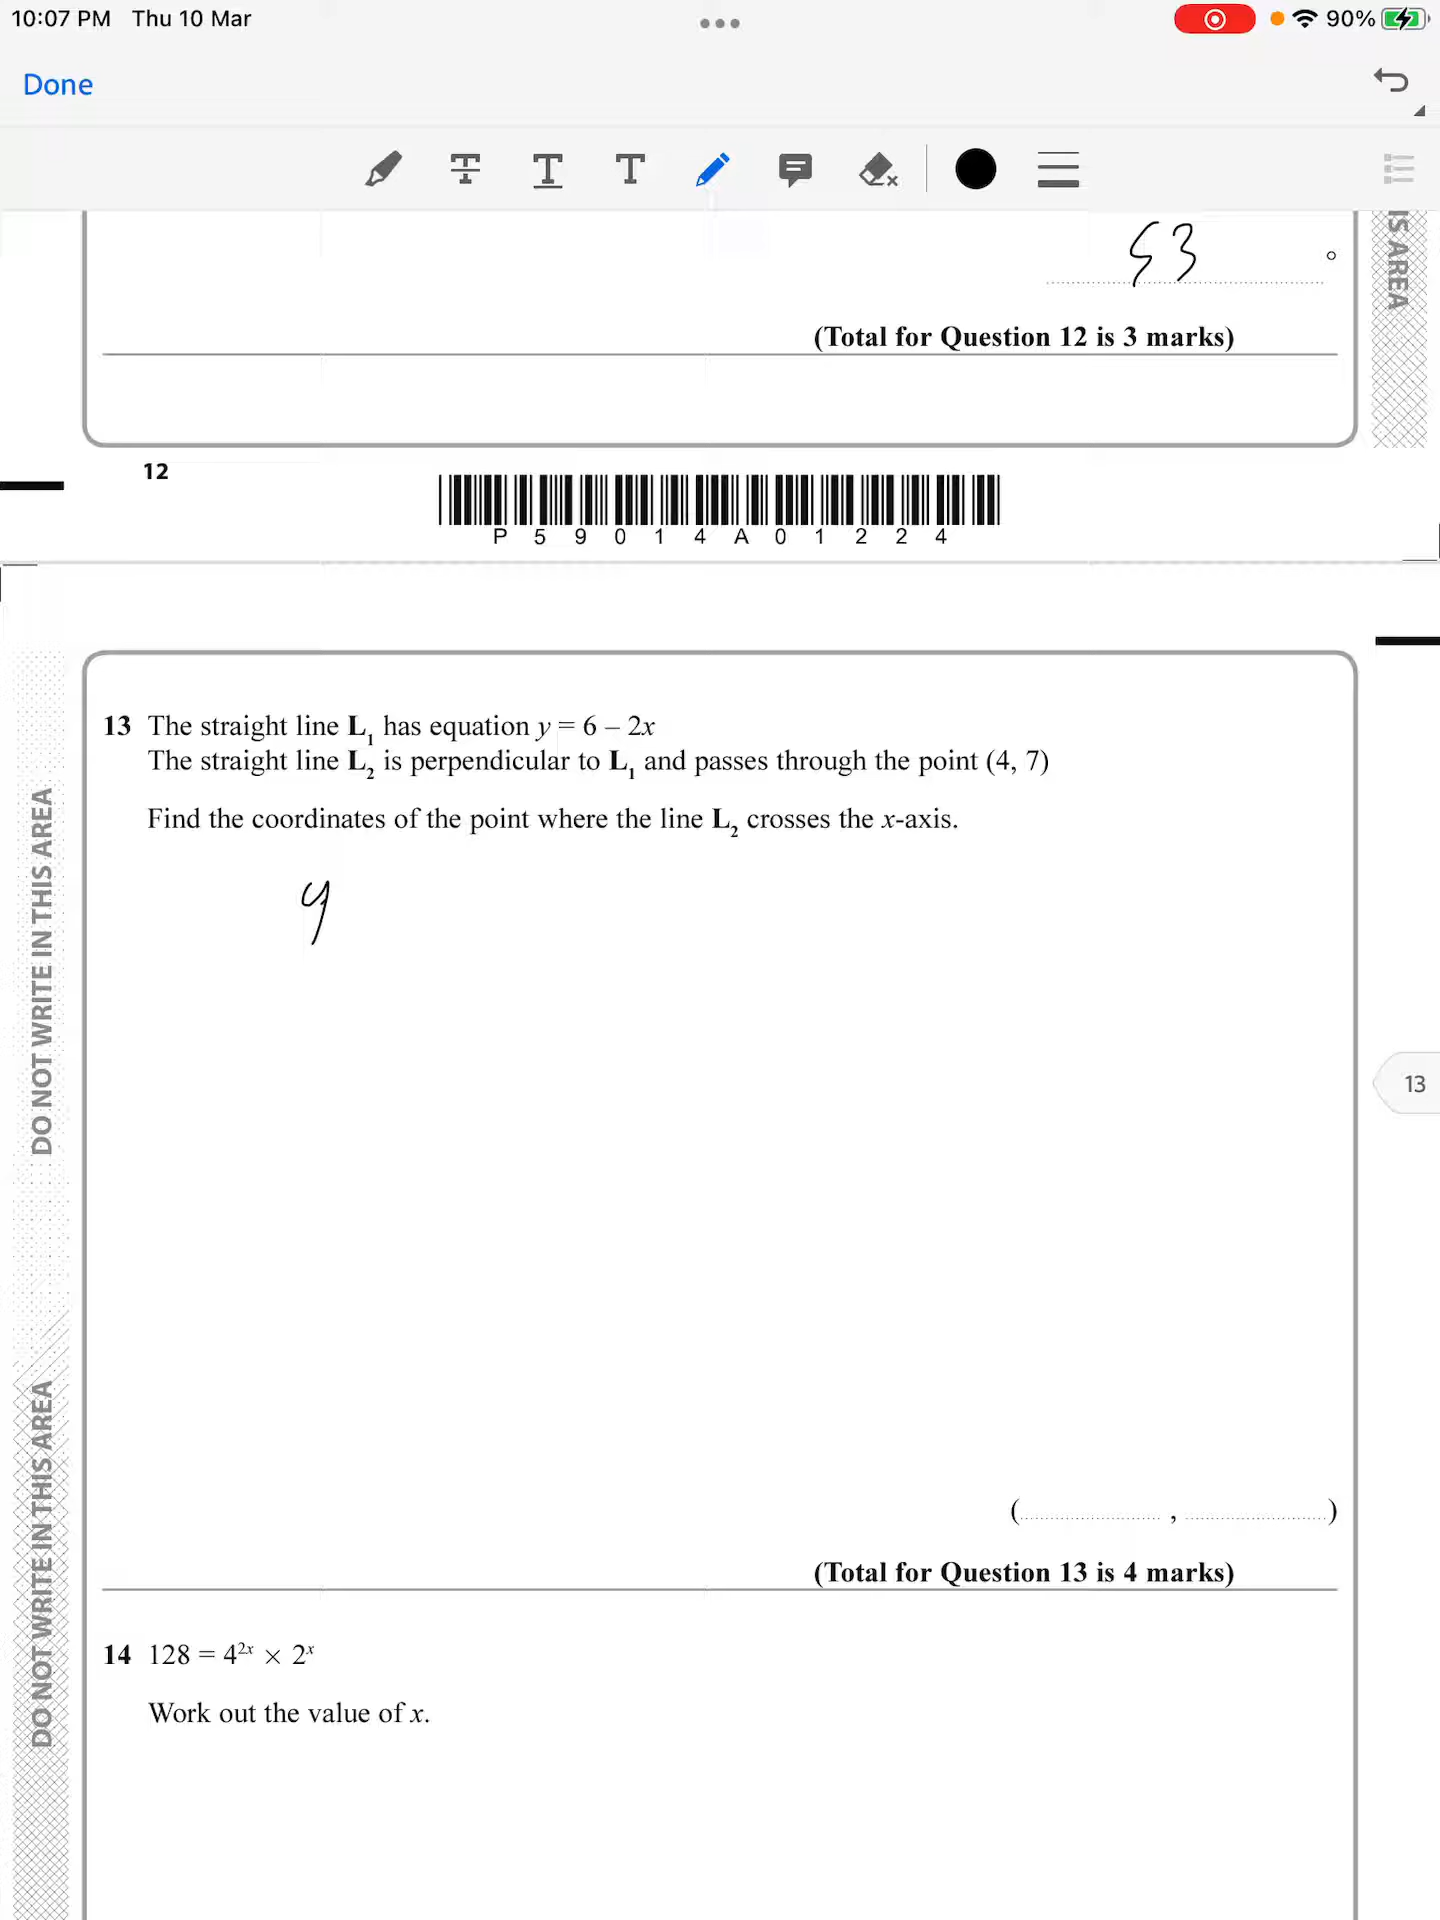 10:07 PM Thu 10 Mar
90%
Done
T T T
53 °
(Total for Question 12 is 3 marks)
IS AREA
12
P 5 9 0 1 4 A 0 1 2 2 4
13 The straight line L₁ has equation y = 6 – 2x
The straight line L₂ is perpendicular to L₁ and passes through the point (4, 7)
Find the coordinates of the point where the line L₂ crosses the x-axis.
y
DO NOT WRITE IN THIS AREA
13
(........................ , ........................)
(Total for Question 13 is 4 marks)
DO NOT WRITE IN THIS AREA
14 128 = 4²ˣ × 2ˣ
Work out the value of x.